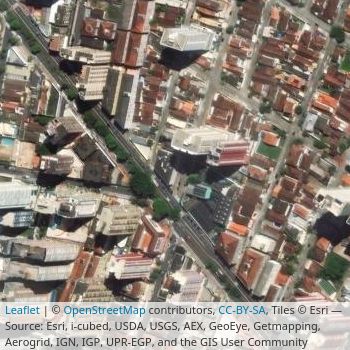 Leaflet | © OpenStreetMap contributors, CC-BY-SA, Tiles © Esri —
Source: Esri, i-cubed, USDA, USGS, AEX, GeoEye, Getmapping,
Aerogrid, IGN, IGP, UPR-EGP, and the GIS User Community